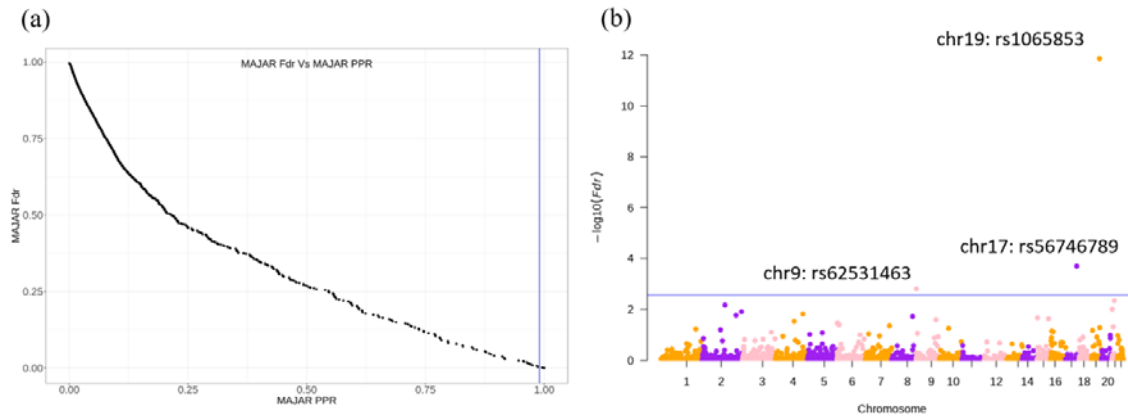 (a)
MAJAR Fdr Vs MAJAR PPR
1.00
0.75
0.50
0.25
0.00
MAJAR Fdr
0.00 0.25 0.50 0.75 1.00
MAJAR PPR
(b)
chr19: rs1065853
chr17: rs56746789
chr9: rs62531463
12
10
8
6
4
2
0
−log10(Fdr)
1 2 3 4 5 6 7 8 9 10 12 14 16 18 20
Chromosome